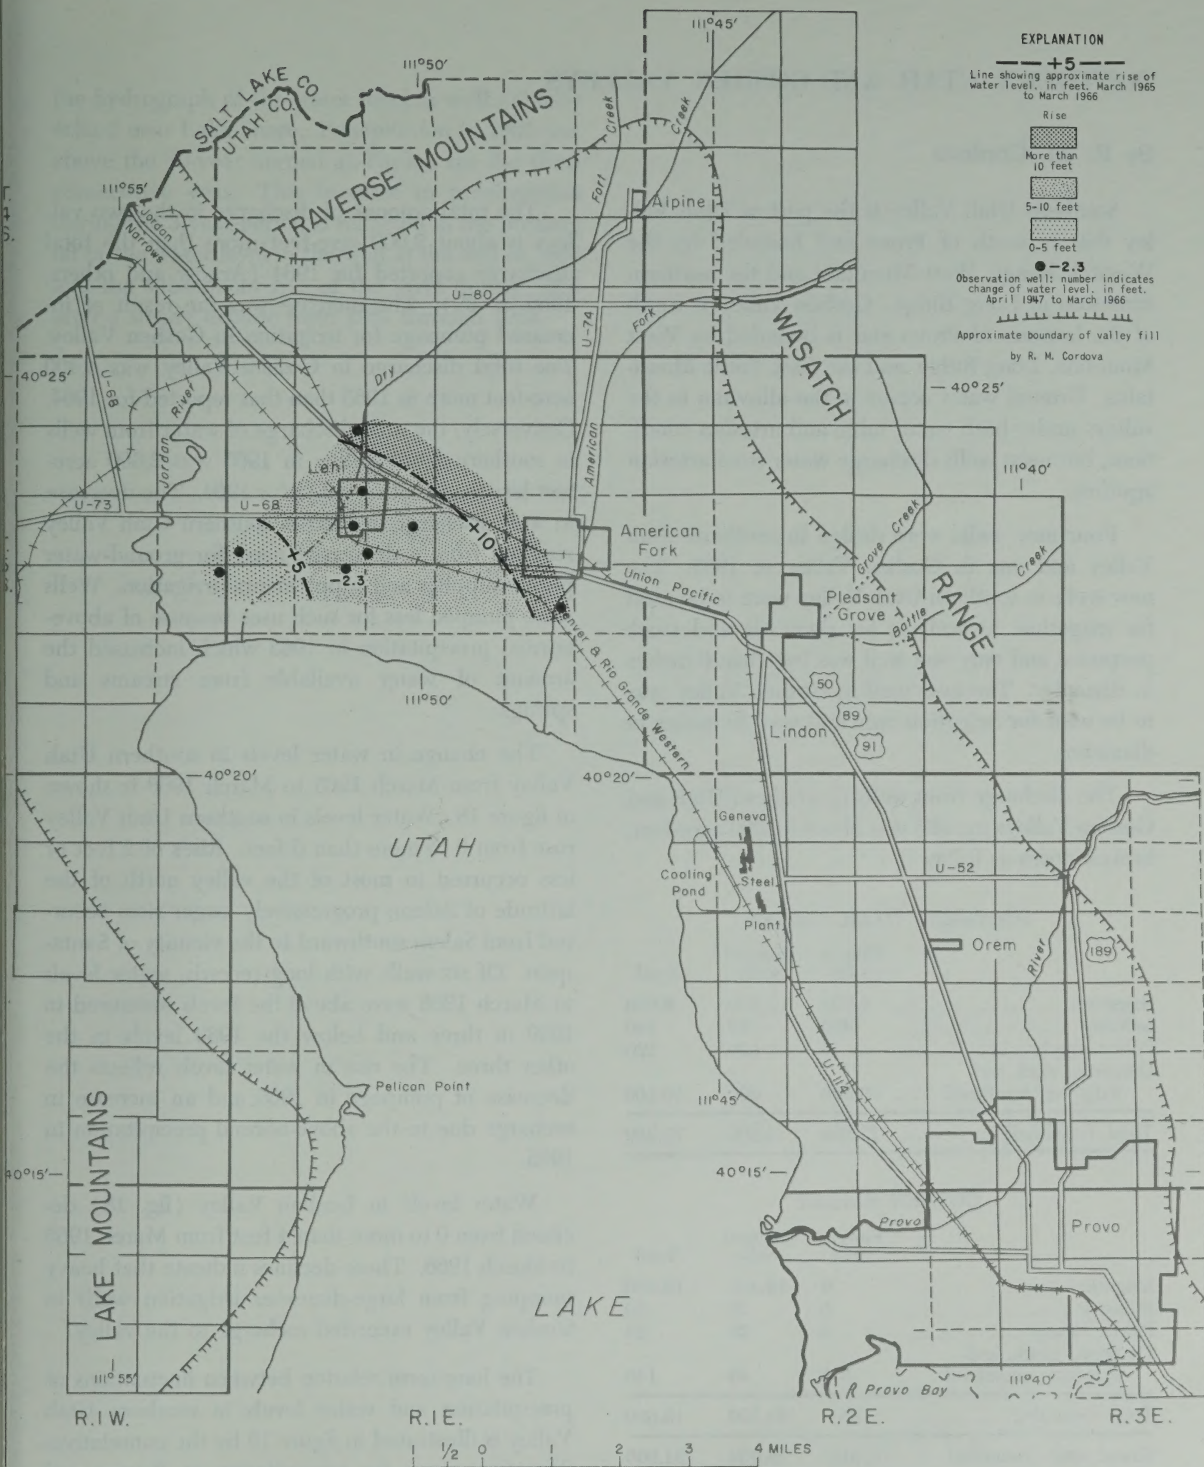 EXPLANATION
+5
Line showing approximate rise of
water level, in feet, March 1965
to March 1966
Rise
More than
10 feet
5-10 feet
0-5 feet
-2.3
Observation well; number indicates
change of water level, in feet,
April 1947 to March 1966
Approximate boundary of valley fill
by R. M. Cordova
111°45'
111°50'
SALT LAKE CO.
UTAH CO.
111°55'
TRAVERSE MOUNTAINS
Fort Creek
Creek
Alpine
Jordan
Narrows
U-80
U-74
Fork
WASATCH
Dry
40°25'
U-68
Jordan River
American
40°25'
Lehi
111°40'
U-73
U-68
+10
+5
-2.3
American
Fork
Union Pacific
Grove Creek
Creek
Pleasant
Grove
Battle
RANGE
Denver & Rio Grande Western
111°50'
50
89
91
Lindon
40°20'
40°20'
UTAH
Geneva
Steel
Plant
Cooling
Pond
U-52
Orem
River
189
Pelican Point
111°45'
U-114
LAKE MOUNTAINS
40°15'
40°15'
Provo
Provo
LAKE
111°55'
Provo Bay
111°40'
R.1W.
R.1E.
R.2E.
R.3E.
1 1/2 0 1 2 3 4 MILES